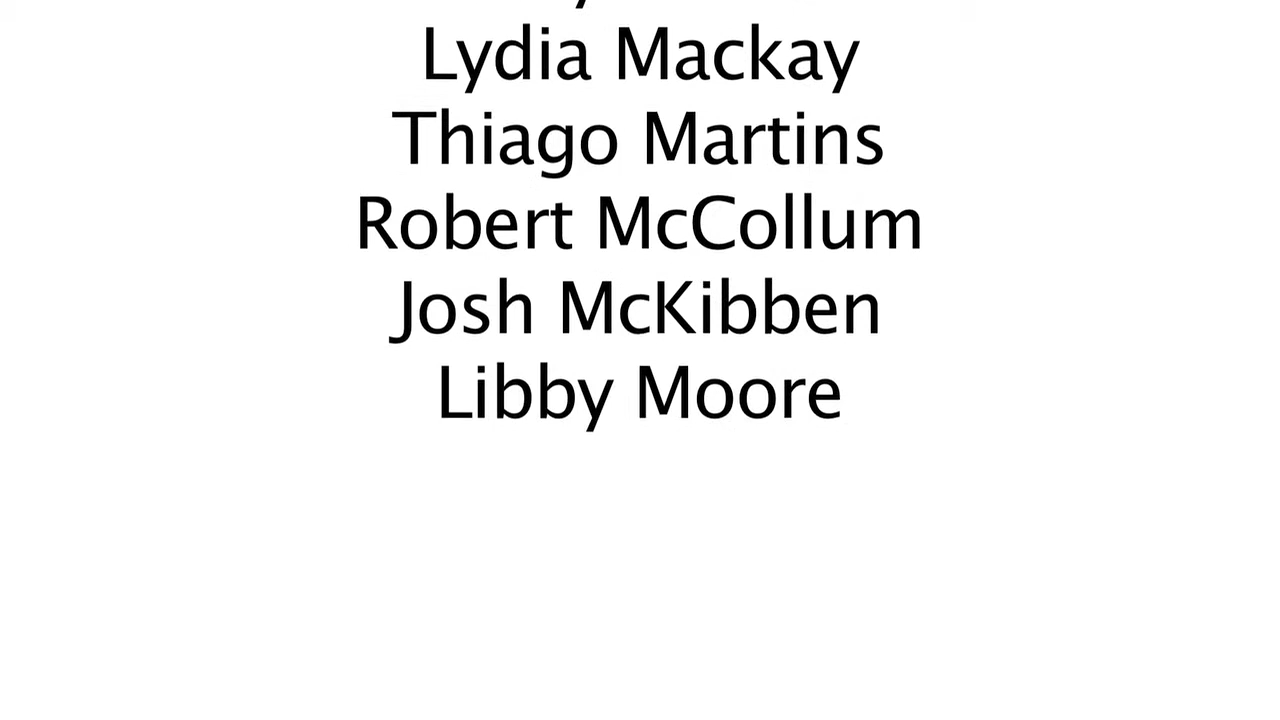 Lydia Mackay
Thiago Martins
Robert McCollum
Josh McKibben
Libby Moore